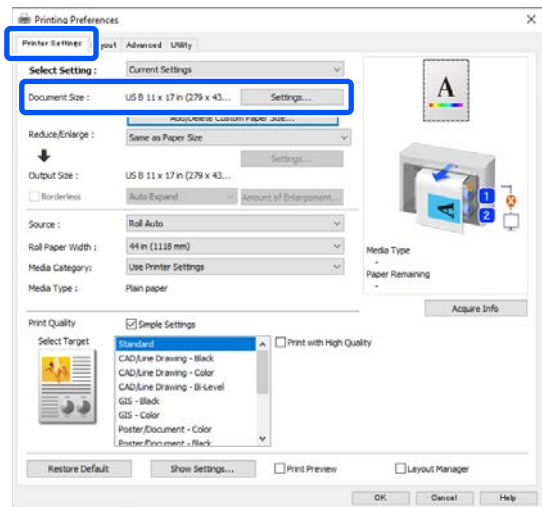 Printing Preferences
Printer Settings yout Advanced Utility
Select Setting : Current Settings
Document Size : US B 11 x 17 in (279 x 43... Settings...
Add/Delete Custom Paper Size...
Reduce/Enlarge : Same as Paper Size
Settings...
Output Size : US B 11 x 17 in (279 x 43...
Borderless Auto Expand Amount of Enlargement...
Source : Roll Auto
Roll Paper Width : 44 in (1118 mm)
Media Category: Use Printer Settings
Media Type : Plain paper
A
A
1
2
Media Type
-
Paper Remaining
-
Acquire Info
Print Quality Simple Settings
Select Target
Standard
CAD/Line Drawing - Black
CAD/Line Drawing - Color
CAD/Line Drawing - Bi-Level
GIS - Black
GIS - Color
Poster/Document - Color
Poster/Document - Black
Print with High Quality
Restore Default Show Settings... Print Preview Layout Manager
OK Cancel Help